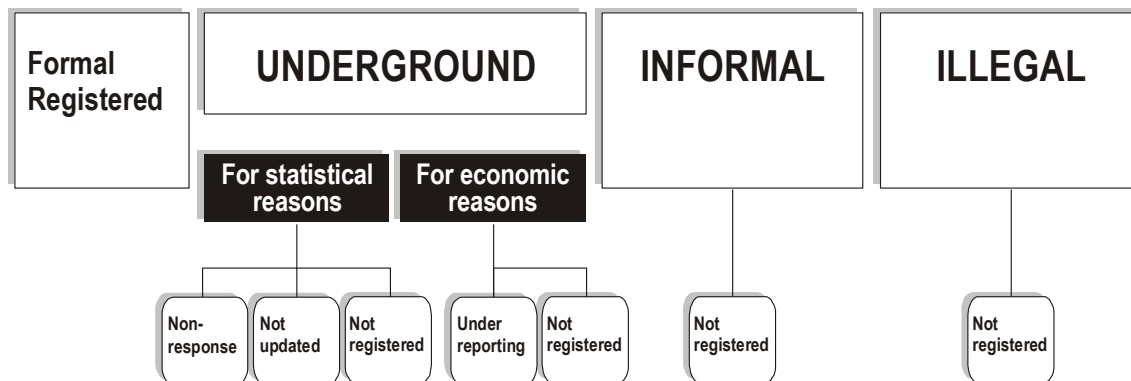 Formal
Registered
UNDERGROUND
INFORMAL
ILLEGAL
For statistical
reasons
For economic
reasons
Non-
response
Not
updated
Not
registered
Under
reporting
Not
registered
Not
registered
Not
registered